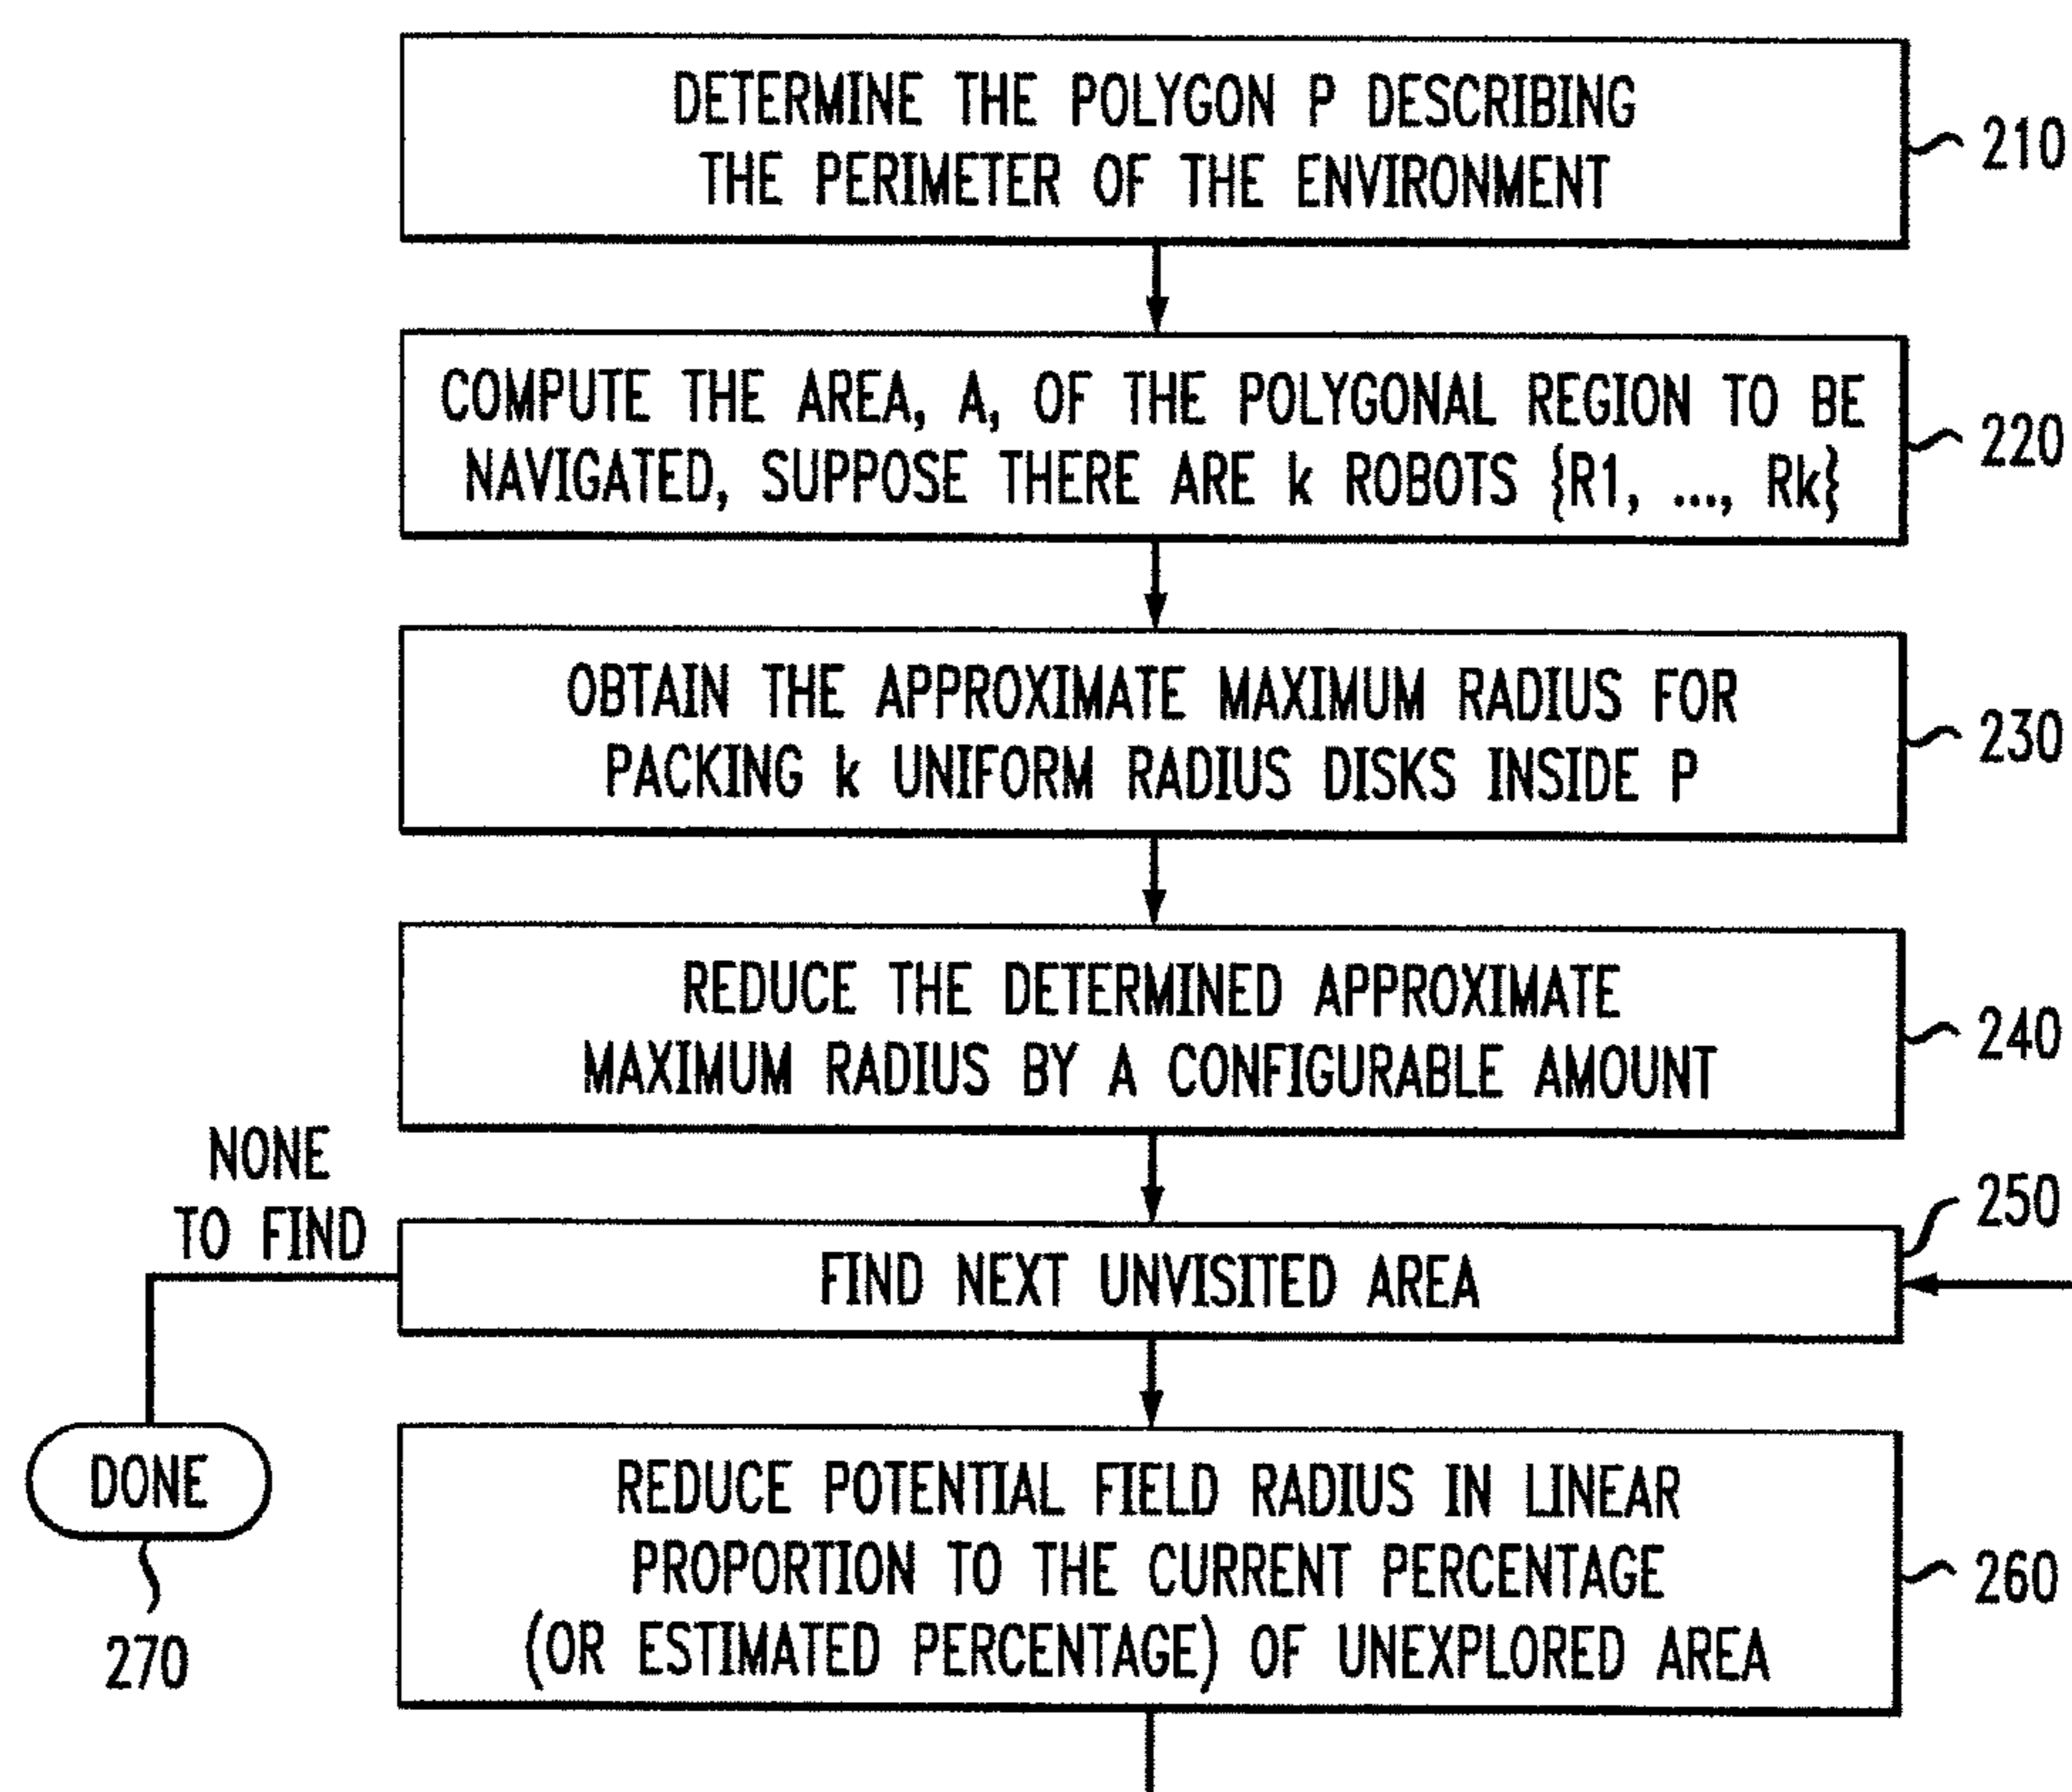 DETERMINE THE POLYGON P DESCRIBING
THE PERIMETER OF THE ENVIRONMENT
210
COMPUTE THE AREA, A, OF THE POLYGONAL REGION TO BE
NAVIGATED, SUPPOSE THERE ARE k ROBOTS {R1, ..., Rk}
220
OBTAIN THE APPROXIMATE MAXIMUM RADIUS FOR
PACKING k UNIFORM RADIUS DISKS INSIDE P
230
REDUCE THE DETERMINED APPROXIMATE
MAXIMUM RADIUS BY A CONFIGURABLE AMOUNT
240
NONE
TO FIND
FIND NEXT UNVISITED AREA
250
DONE
270
REDUCE POTENTIAL FIELD RADIUS IN LINEAR
PROPORTION TO THE CURRENT PERCENTAGE
(OR ESTIMATED PERCENTAGE) OF UNEXPLORED AREA
260